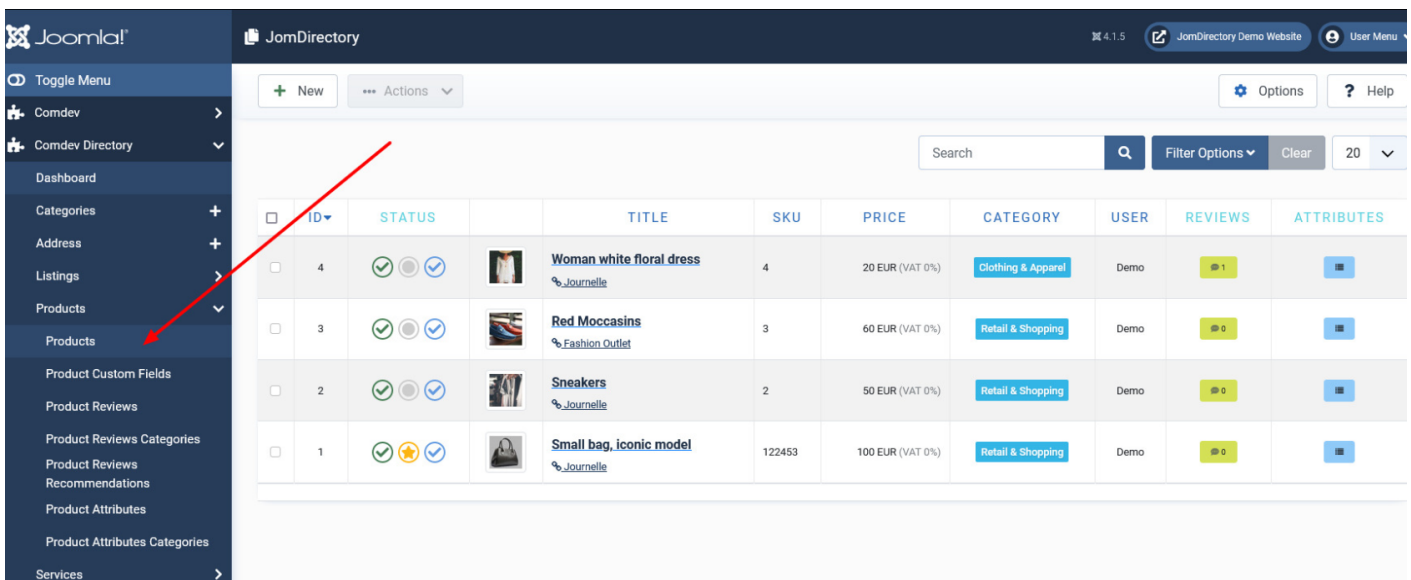 Joomla!®
JomDirectory
4.1.5
JomDirectory Demo Website
User Menu
Toggle Menu
Comdev
Comdev Directory
Dashboard
Categories
Address
Listings
Products
Products
Product Custom Fields
Product Reviews
Product Reviews Categories
Product Reviews
Recommendations
Product Attributes
Product Attributes Categories
Services
New
Actions
Options
? Help
Search
Filter Options
Clear
20
ID STATUS TITLE SKU PRICE CATEGORY USER REVIEWS ATTRIBUTES
4 Woman white floral dress 4 20 EUR (VAT 0%) Clothing & Apparel Demo 1
Journelle
3 Red Moccasins 3 60 EUR (VAT 0%) Retail & Shopping Demo 0
Fashion Outlet
2 Sneakers 2 50 EUR (VAT 0%) Retail & Shopping Demo 0
Journelle
1 Small bag, iconic model 122453 100 EUR (VAT 0%) Retail & Shopping Demo 0
Journelle